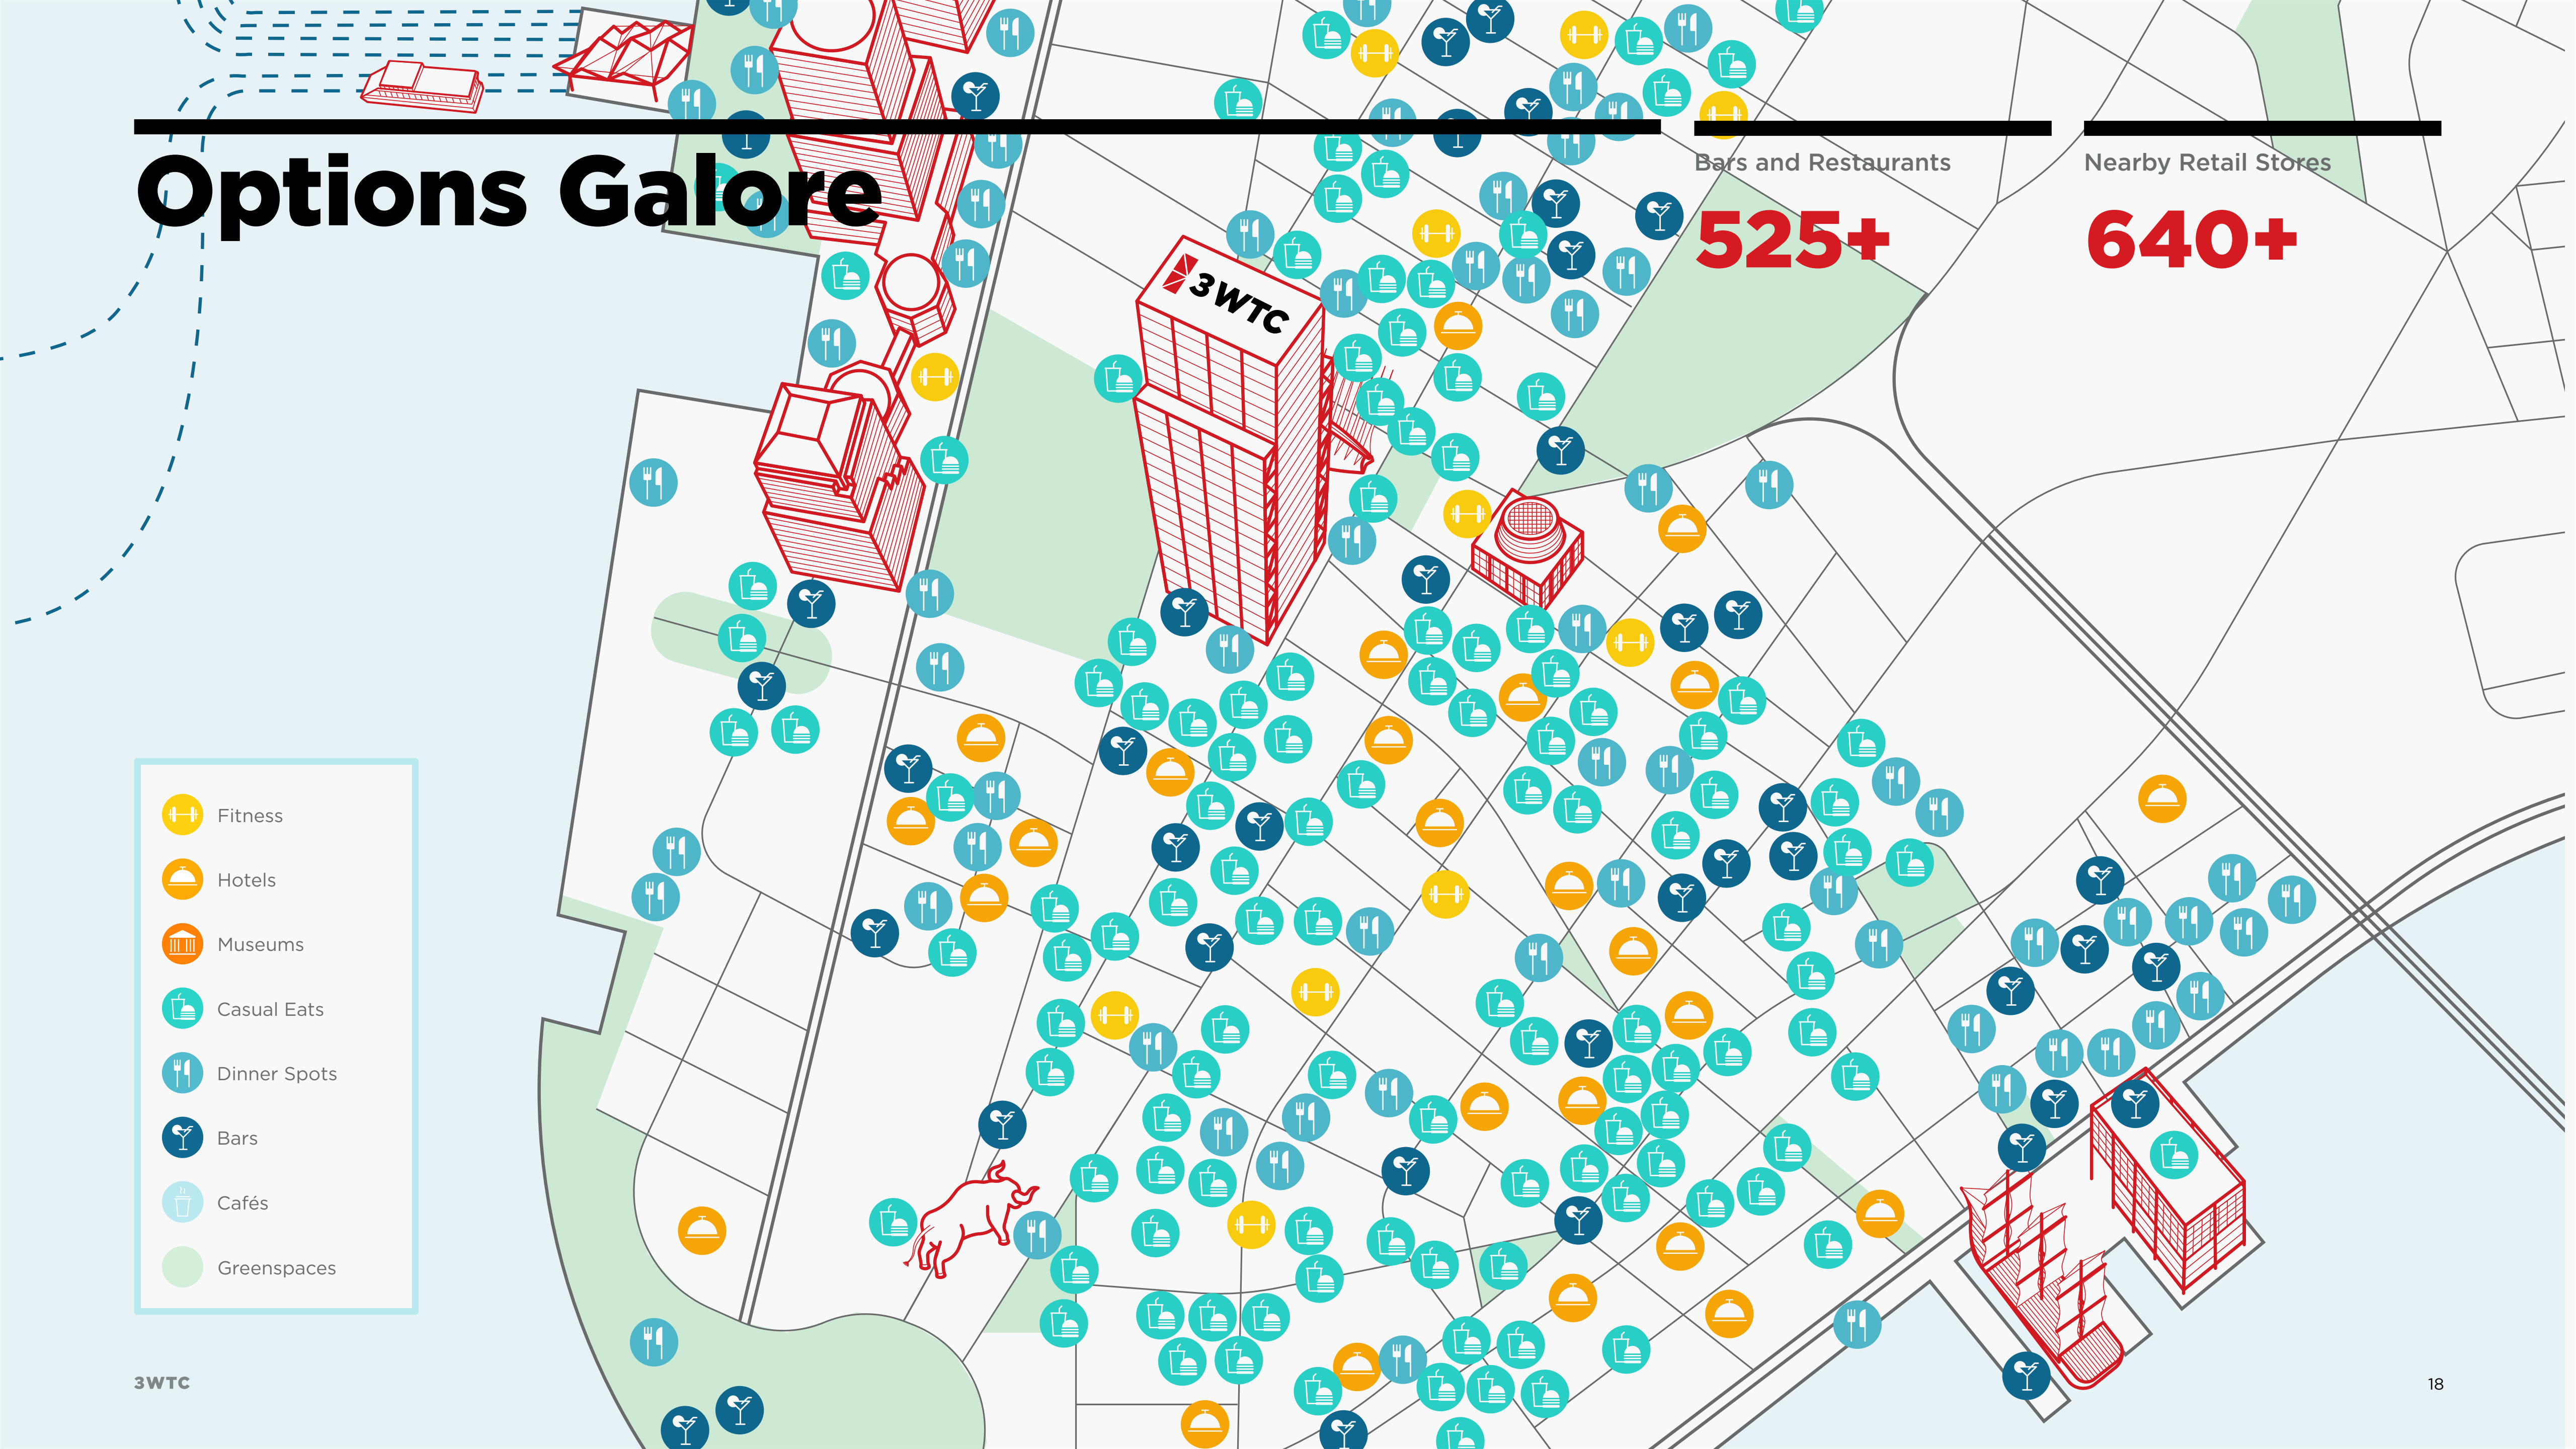 Options Galore
Bars and Restaurants
525+
Nearby Retail Stores
640+
3WTC
Fitness
Hotels
Museums
Casual Eats
Dinner Spots
Bars
Cafés
Greenspaces
3WTC
18